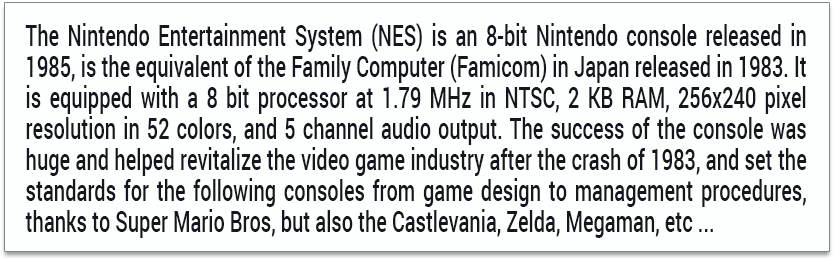 The Nintendo Entertainment System (NES) is an 8-bit Nintendo console released in
1985, is the equivalent of the Family Computer (Famicom) in Japan released in 1983. It
is equipped with a 8 bit processor at 1.79 MHz in NTSC, 2 KB RAM, 256x240 pixel
resolution in 52 colors, and 5 channel audio output. The success of the console was
huge and helped revitalize the video game industry after the crash of 1983, and set the
standards for the following consoles from game design to management procedures,
thanks to Super Mario Bros, but also the Castlevania, Zelda, Megaman, etc ...